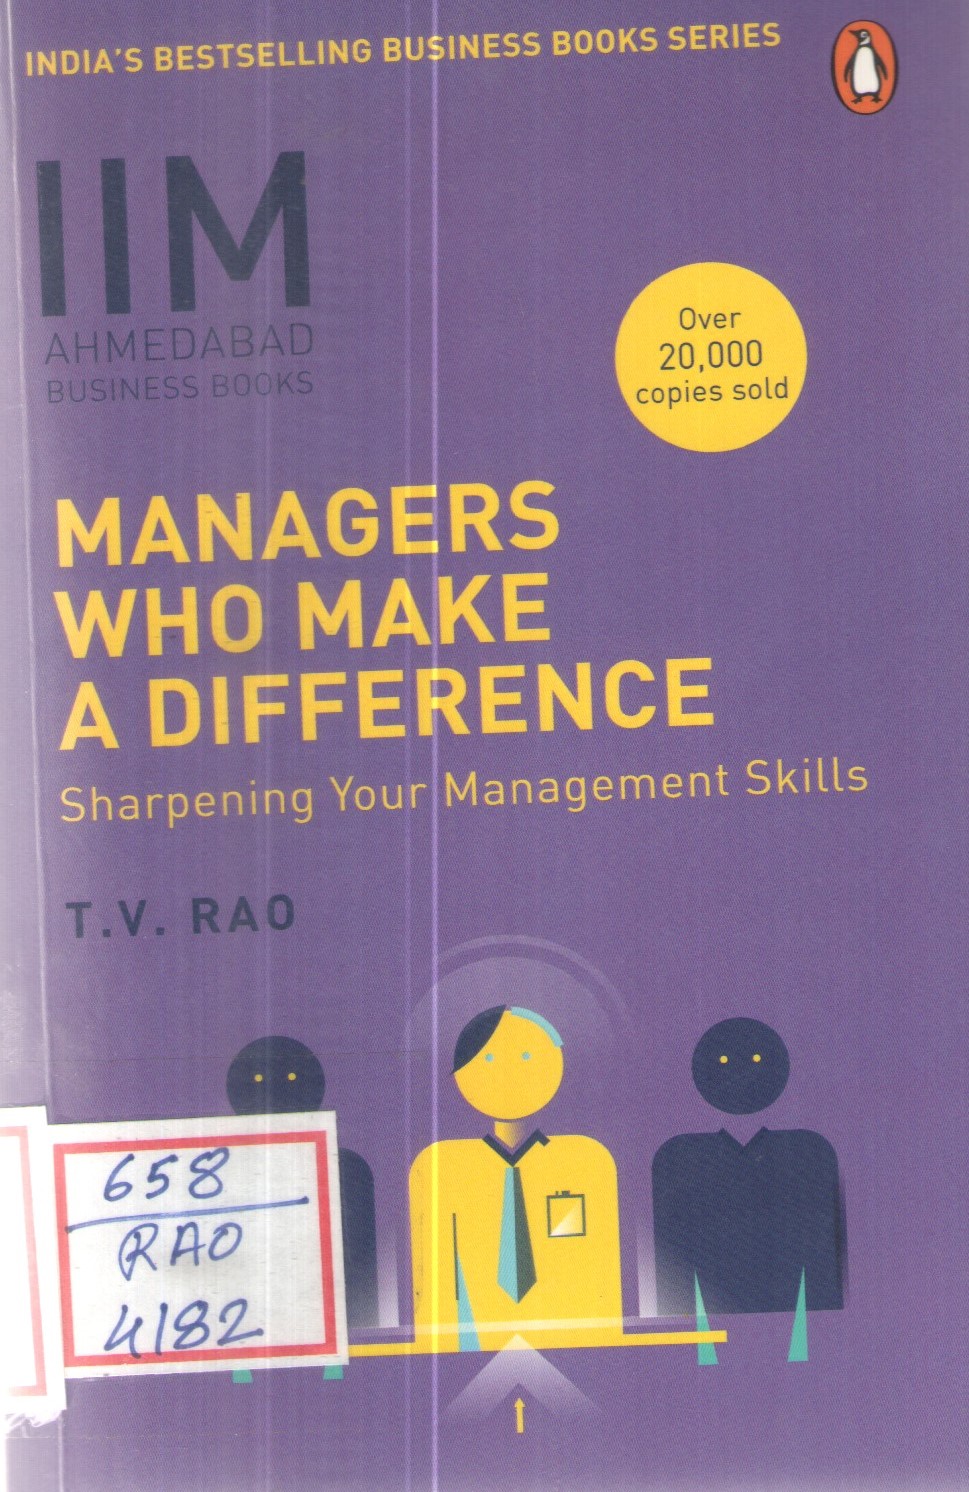 INDIA'S BESTSELLING BUSINESS BOOKS SERIES
IIM
AHMEDABAD
BUSINESS BOOKS
Over
20,000
copies sold
MANAGERS
WHO MAKE
A DIFFERENCE
Sharpening Your Management Skills
T.V. RAO
658
RAO
4182